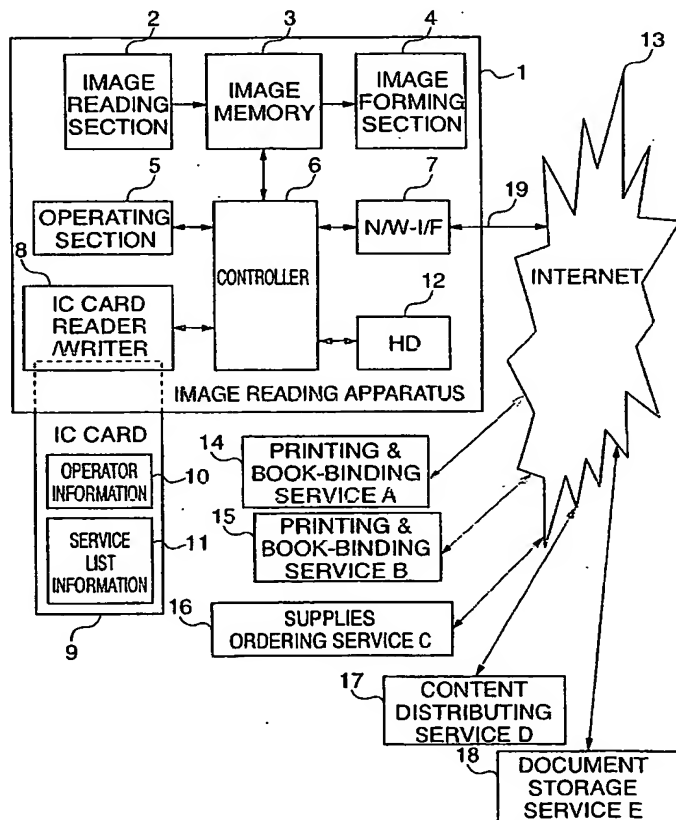 2
3
4
13
IMAGE
READING
SECTION
IMAGE
MEMORY
IMAGE
FORMING
SECTION
1
5
6
7
19
OPERATING
SECTION
CONTROLLER
N/W-I/F
INTERNET
8
12
IC CARD
READER
/WRITER
HD
IMAGE READING APPARATUS
IC CARD
OPERATOR
INFORMATION
10
SERVICE
LIST
INFORMATION
11
9
14
PRINTING &
BOOK-BINDING
SERVICE A
15
PRINTING &
BOOK-BINDING
SERVICE B
16
SUPPLIES
ORDERING SERVICE C
17
CONTENT
DISTRIBUTING
SERVICE D
18
DOCUMENT
STORAGE
SERVICE E